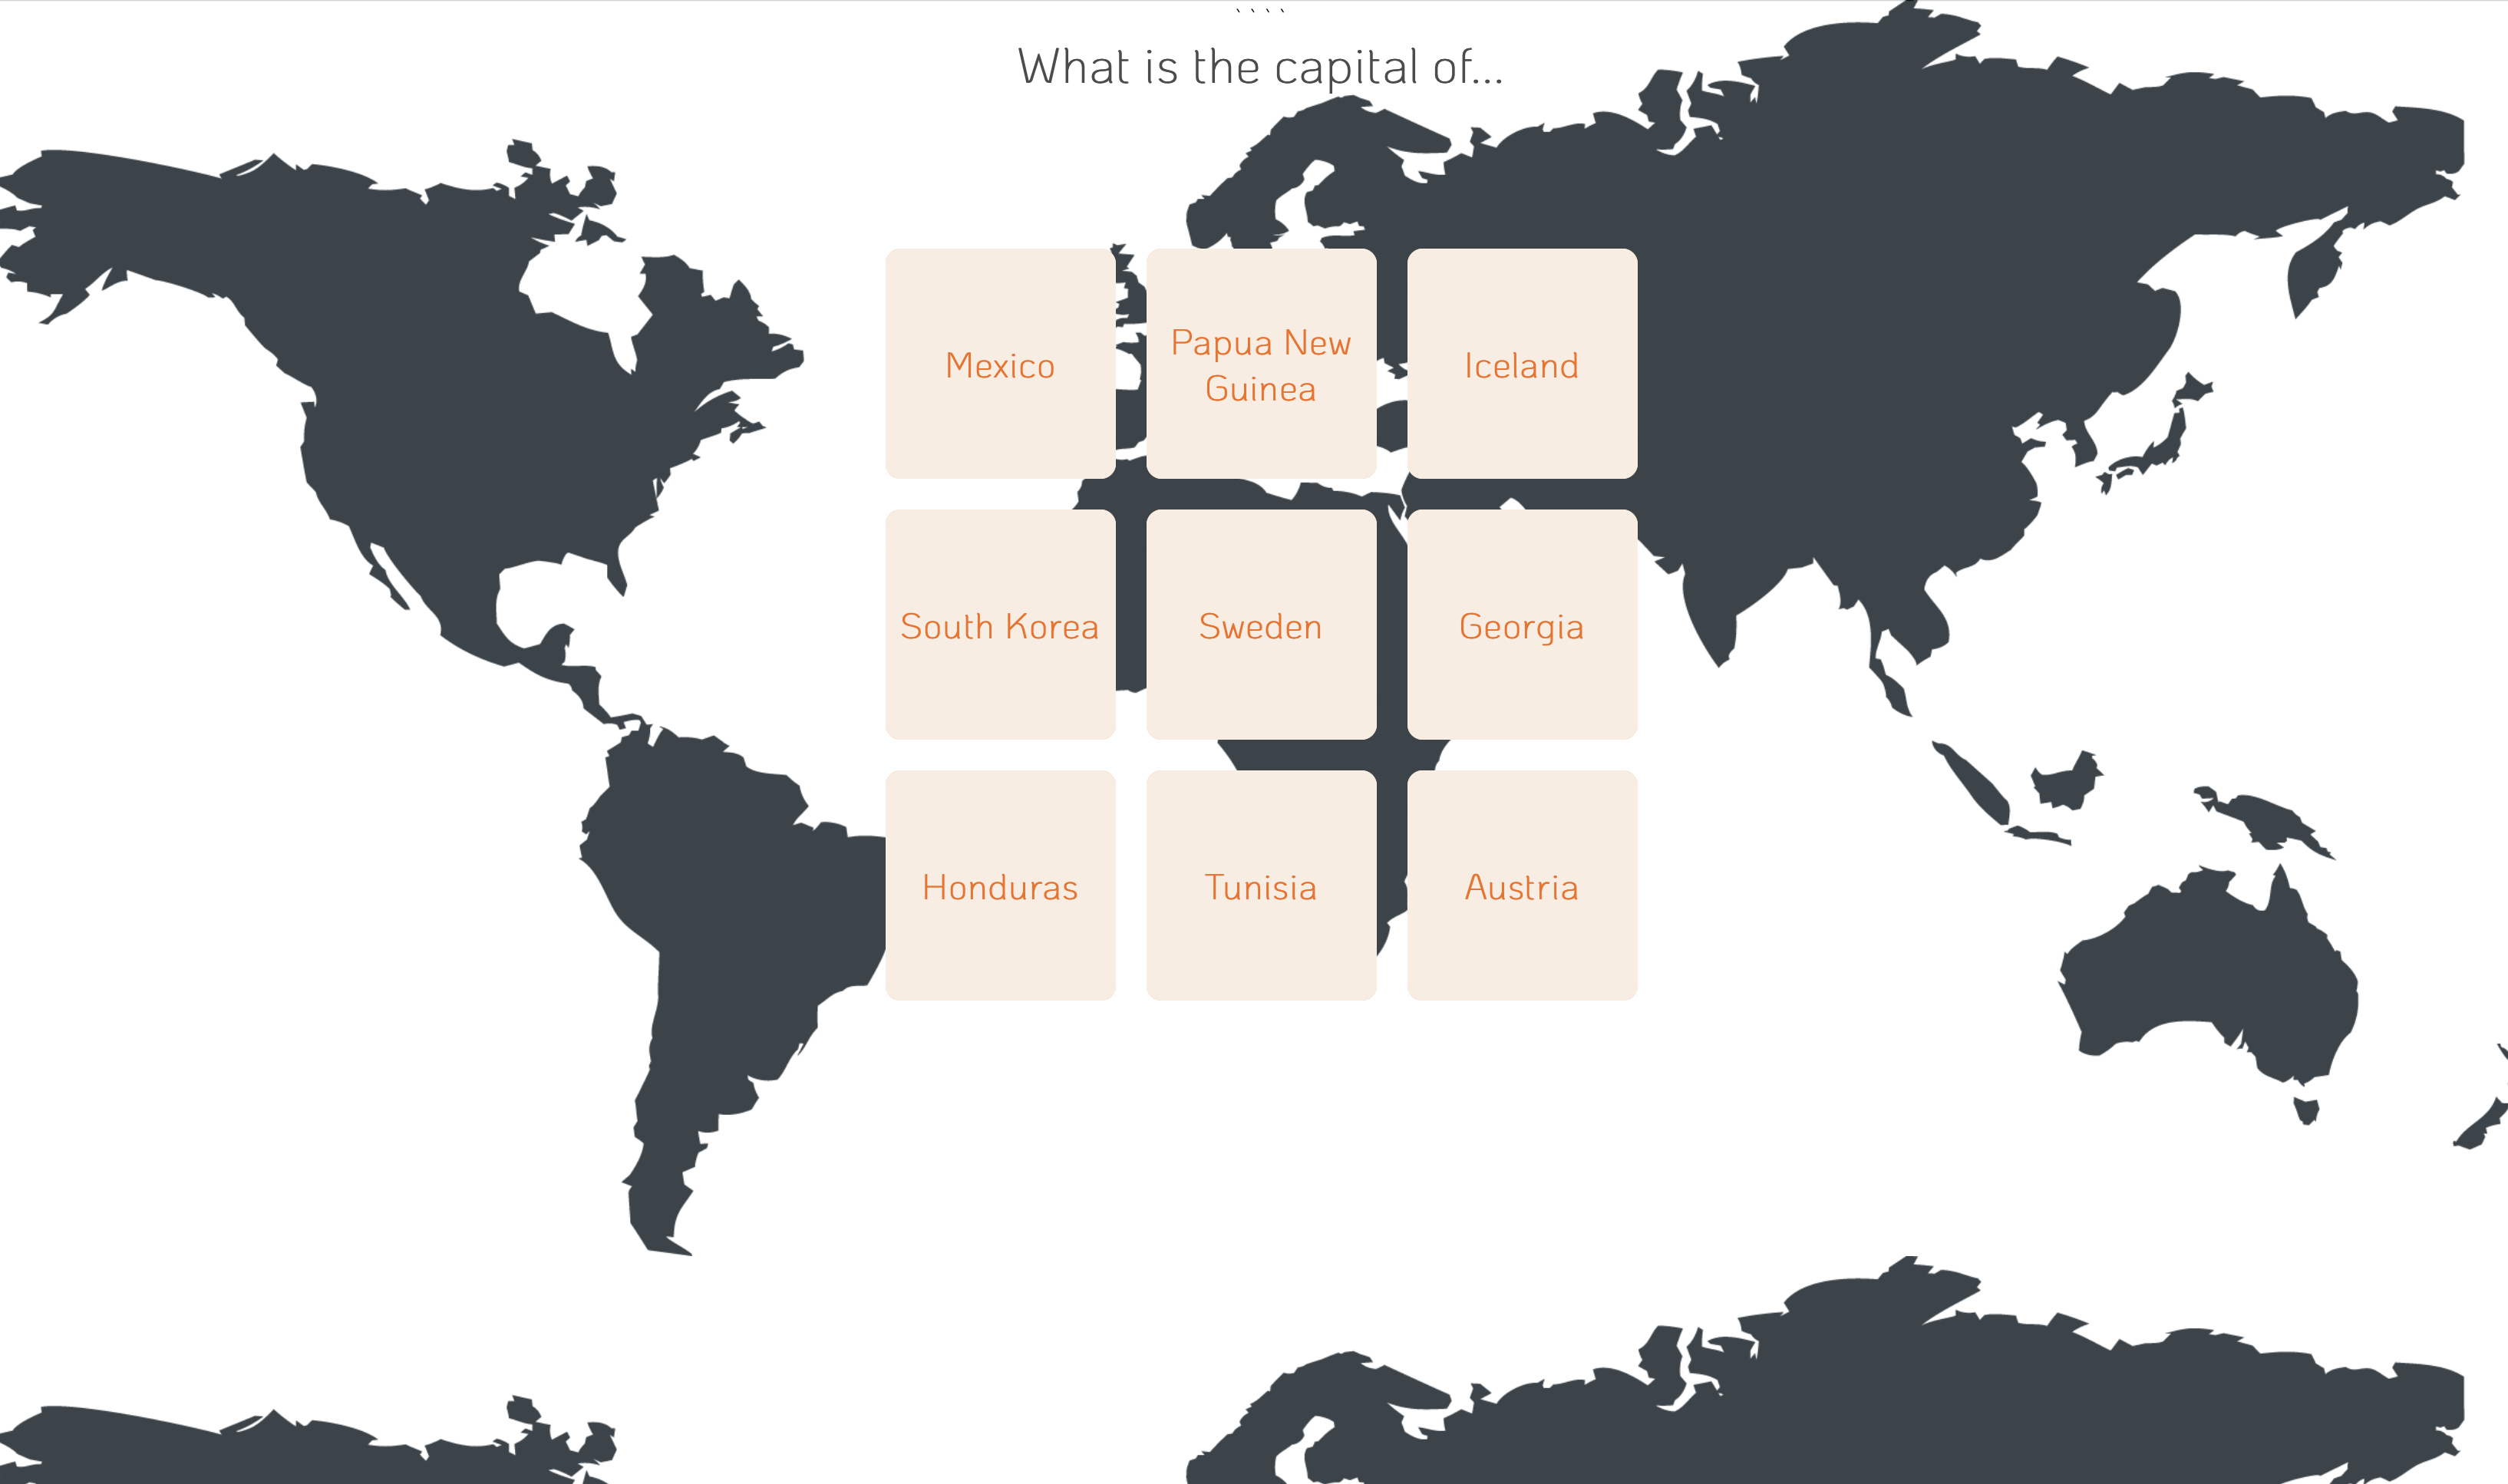 ` ` ` `
What is the capital of...
Mexico
Papua New
Guinea
Iceland
South Korea
Sweden
Georgia
Honduras
Tunisia
Austria